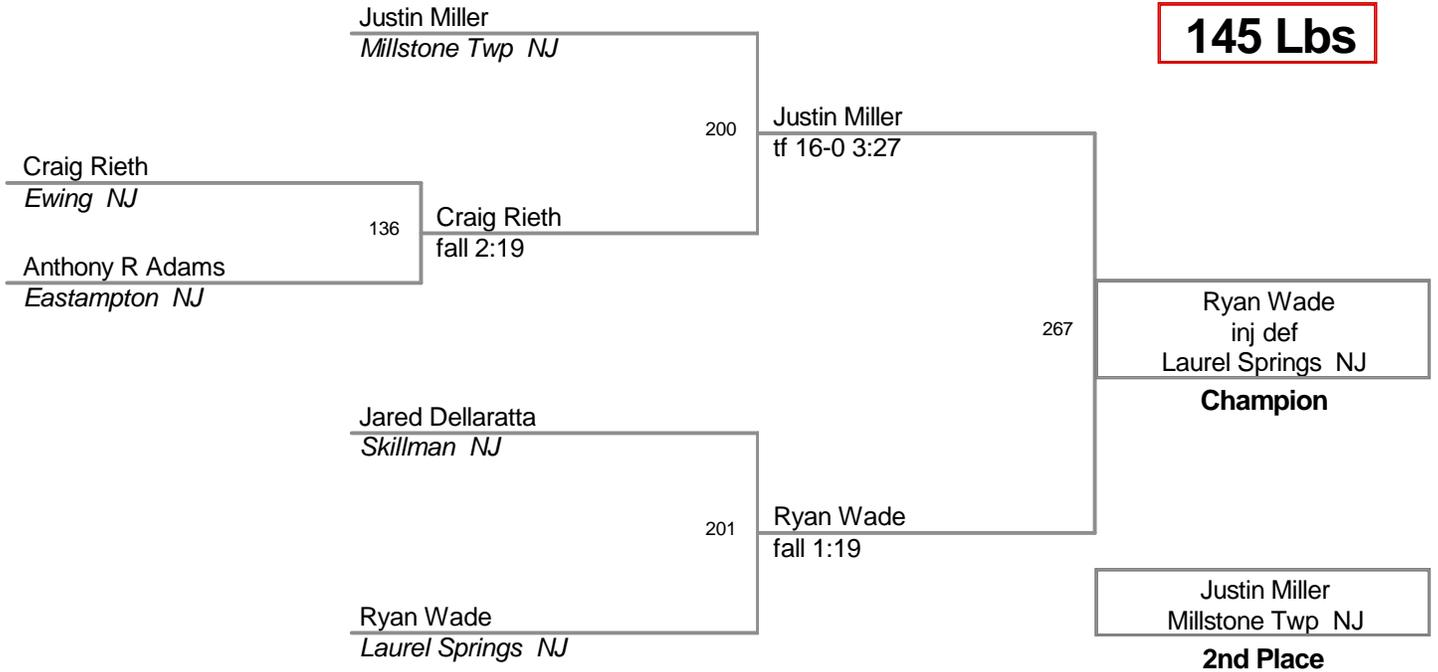 145 Lbs
Justin Miller
Millstone Twp NJ
200
Justin Miller
tf 16-0 3:27
Craig Rieth
Ewing NJ
136
Craig Rieth
fall 2:19
Anthony R Adams
Eastampton NJ
267
Ryan Wade
inj def
Laurel Springs NJ
Champion
Jared Dellaratta
Skillman NJ
201
Ryan Wade
fall 1:19
Ryan Wade
Laurel Springs NJ
Justin Miller
Millstone Twp NJ
2nd Place